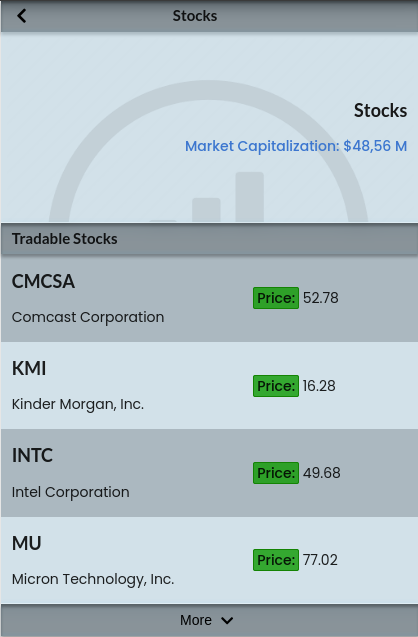 Stocks
Stocks
Market Capitalization: $48,56 M
Tradable Stocks
CMCSA
Price: 52.78
Comcast Corporation
KMI
Price: 16.28
Kinder Morgan, Inc.
INTC
Price: 49.68
Intel Corporation
MU
Price: 77.02
Micron Technology, Inc.
More